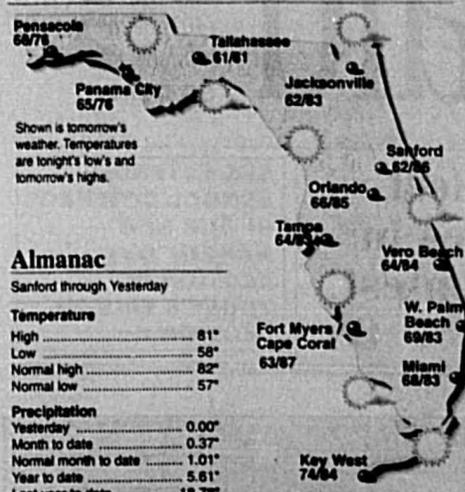 Pensacola
68/76
Tallahassee
61/81
Panama City
65/76
Jacksonville
62/83
Shown is tomorrow's
weather. Temperatures
are tonight's low's and
tomorrow's highs.
Sanford
62/86
Orlando
66/85
Tampa
Vero Beach
64/84
W. Palm
Beach
69/83
Fort Myers
Cape Coral
63/87
Miami
68/83
Key West
74/84
Almanac
Sanford through Yesterday
Temperature
High ........................ 81°
Low ........................ 58°
Normal high ............... 82°
Normal low ................ 57°
Precipitation
Yesterday ................. 0.00"
Month to date ............ 0.37"
Normal month to date ....... 1.01"
Year to date ............. 5.61"